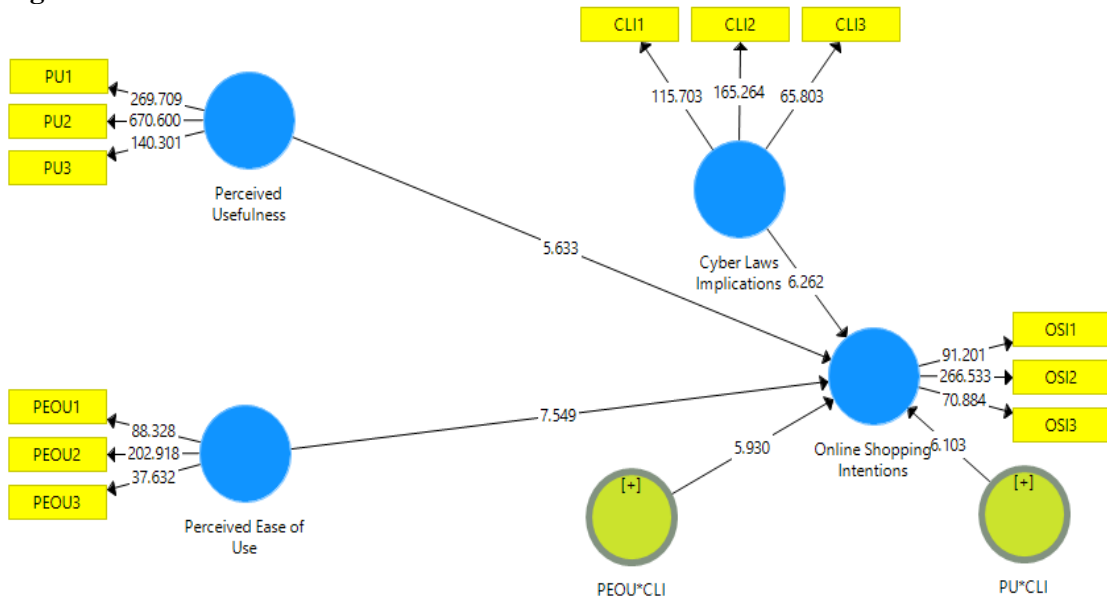 CLI1
CLI2
CLI3
PU1
PU2
PU3
269.709
670.600
140.301
115.703
165.264
65.803
Perceived
Usefulness
5.633
Cyber Laws
Implications
6.262
OSI1
OSI2
OSI3
91.201
266.533
70.884
PEOU1
PEOU2
PEOU3
88.328
202.918
37.632
7.549
5.930
Online Shopping
Intentions
6.103
[+]
[+]
Perceived Ease of
Use
PEOU*CLI
PU*CLI